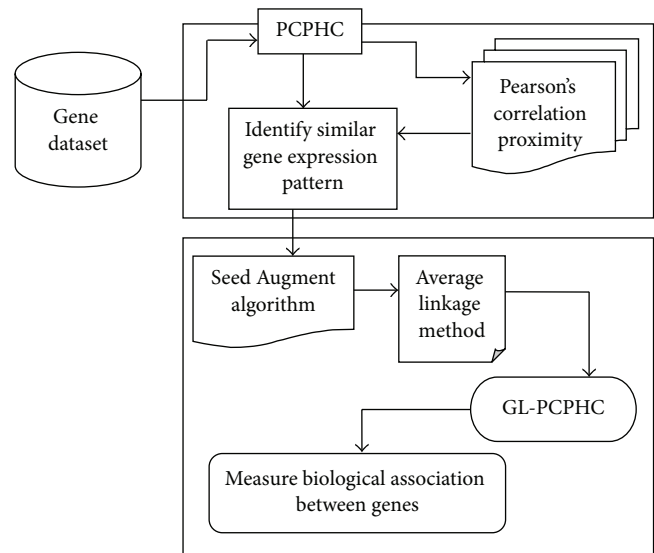 PCPHC
Gene
dataset
Pearson's
correlation
proximity
Identify similar
gene expression
pattern
Seed Augment
algorithm
Average
linkage
method
GL-PCPHC
Measure biological association
between genes